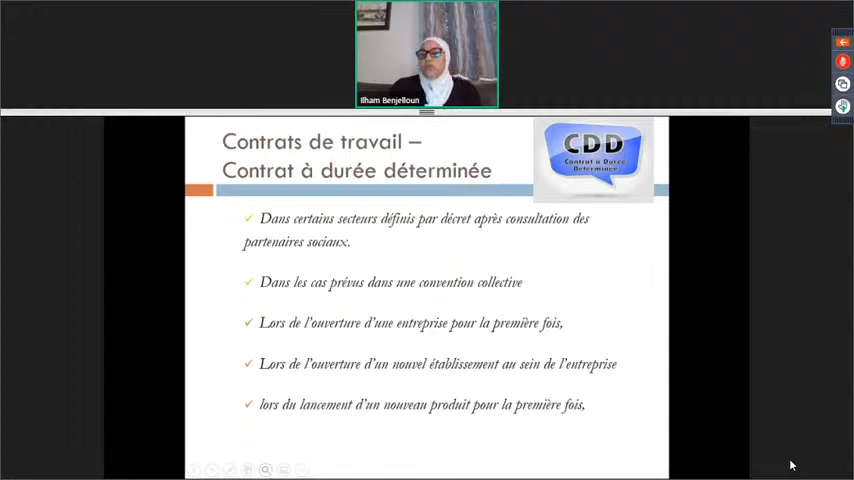 Ilham Benjelloun
Contrats de travail –
Contrat à durée déterminée
CDD
Contrat à Durée
Déterminée
Dans certains secteurs définis par décret après consultation des
partenaires sociaux.
Dans les cas prévus dans une convention collective
Lors de l'ouverture d'une entreprise pour la première fois,
Lors de l'ouverture d'un nouvel établissement au sein de l'entreprise
lors du lancement d'un nouveau produit pour la première fois,